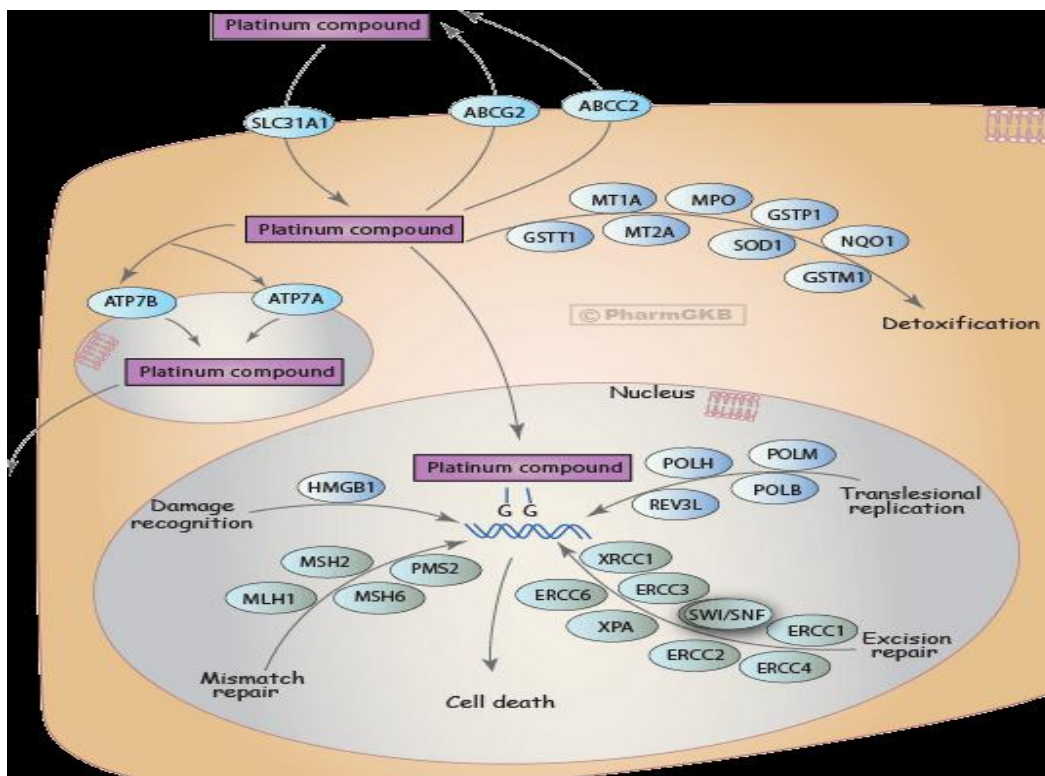 Platinum compound
SLC31A1
ABCG2
ABCC2
Platinum compound
GSTT1
MT1A
MT2A
MPO
SOD1
GSTP1
NQO1
GSTM1
Detoxification
ATP7B
ATP7A
Platinum compound
© PharmGKB
Nucleus
Platinum compound
G G
HMGB1
Damage
recognition
POLH
POLM
REV3L
POLB
Translesional
replication
MSH2
PMS2
MLH1
MSH6
Mismatch
repair
XRCC1
ERCC6
ERCC3
SWI/SNF
XPA
ERCC1
ERCC2
ERCC4
Excision
repair
Cell death